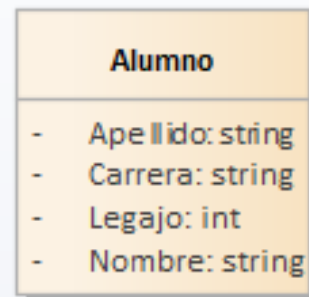 Alumno
- Apellido: string
- Carrera: string
- Legajo: int
- Nombre: string